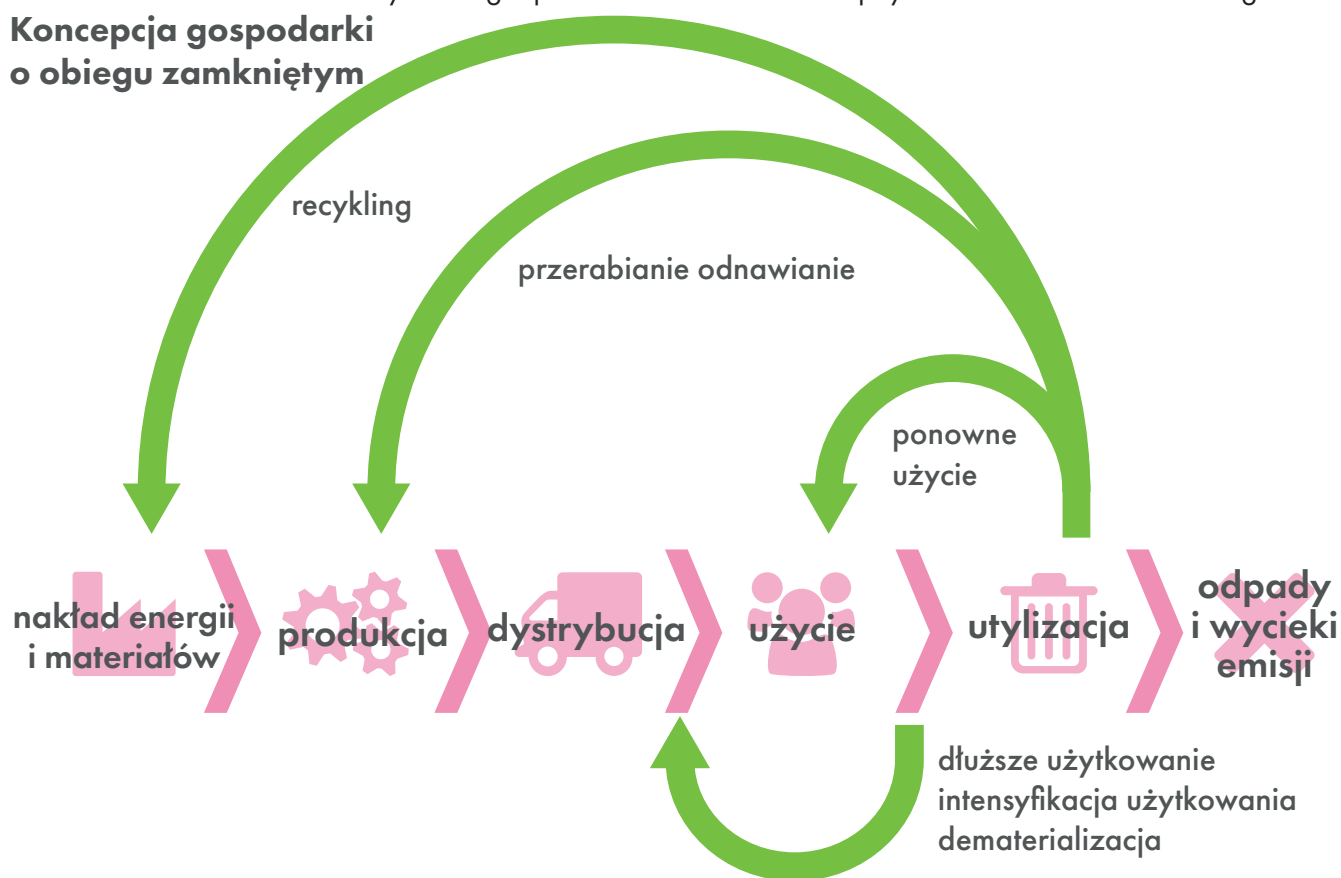 Koncepcja gospodarki
o obiegu zamkniętym
recykling
przerabianie odnawianie
ponowne
użycie
nakład energii
i materiałów
produkcja
dystrybucja
użycie
utylizacja
odpady
i wycieki
emisji
dłuższe użytkowanie
intensyfikacja użytkowania
dematerializacja